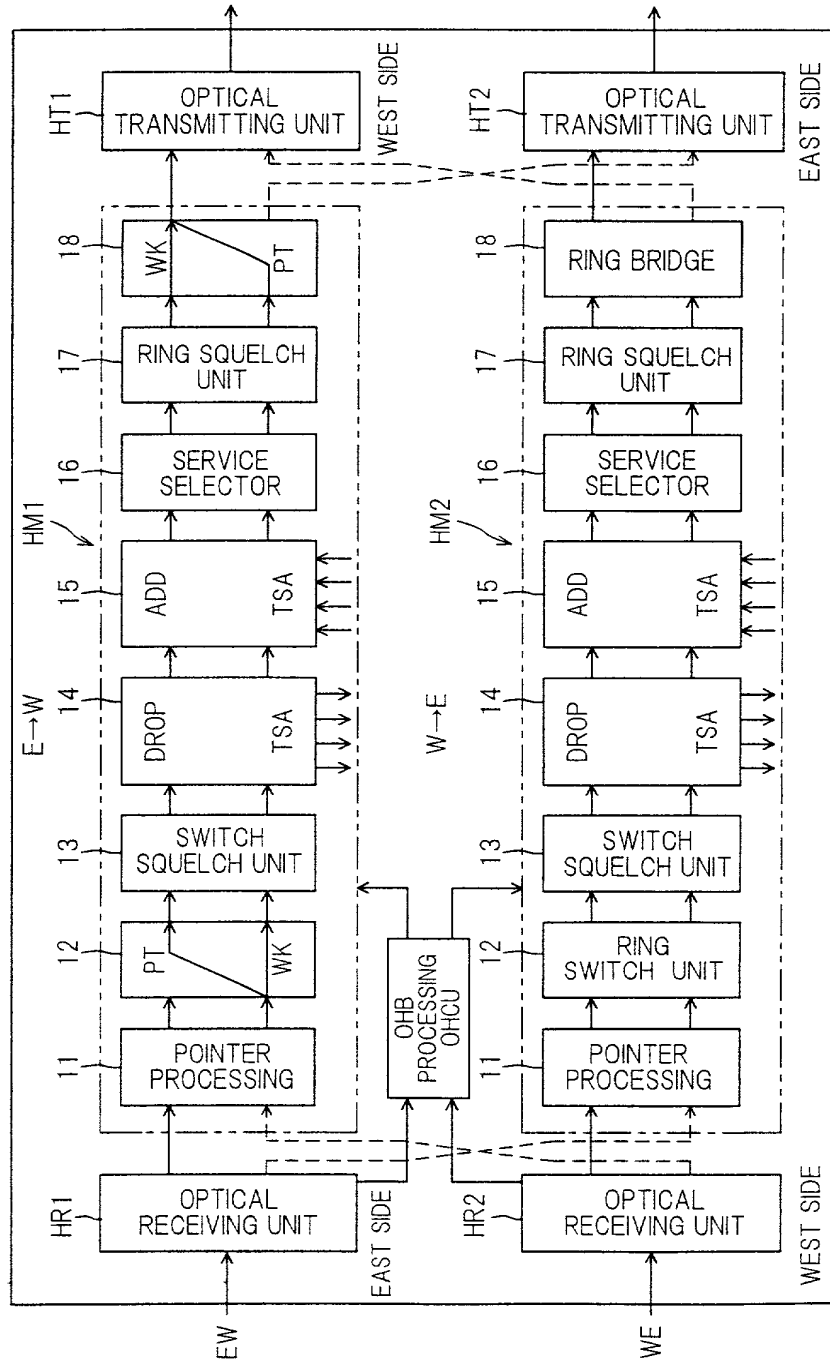 E→W
HM1
HR1
11
12
13
14
15
16
17
18
HT1
EW
OPTICAL
RECEIVING UNIT
POINTER
PROCESSING
PT
WK
SWITCH
SQUELCH UNIT
DROP
TSA
ADD
TSA
SERVICE
SELECTOR
RING SQUELCH
UNIT
WK
PT
OPTICAL
TRANSMITTING UNIT
EAST SIDE
WEST SIDE
OHB
PROCESSING
OHCU
W→E
HM2
HR2
11
12
13
14
15
16
17
18
HT2
WE
OPTICAL
RECEIVING UNIT
POINTER
PROCESSING
RING
SWITCH UNIT
SWITCH
SQUELCH UNIT
DROP
TSA
ADD
TSA
SERVICE
SELECTOR
RING SQUELCH
UNIT
RING BRIDGE
OPTICAL
TRANSMITTING UNIT
WEST SIDE
EAST SIDE